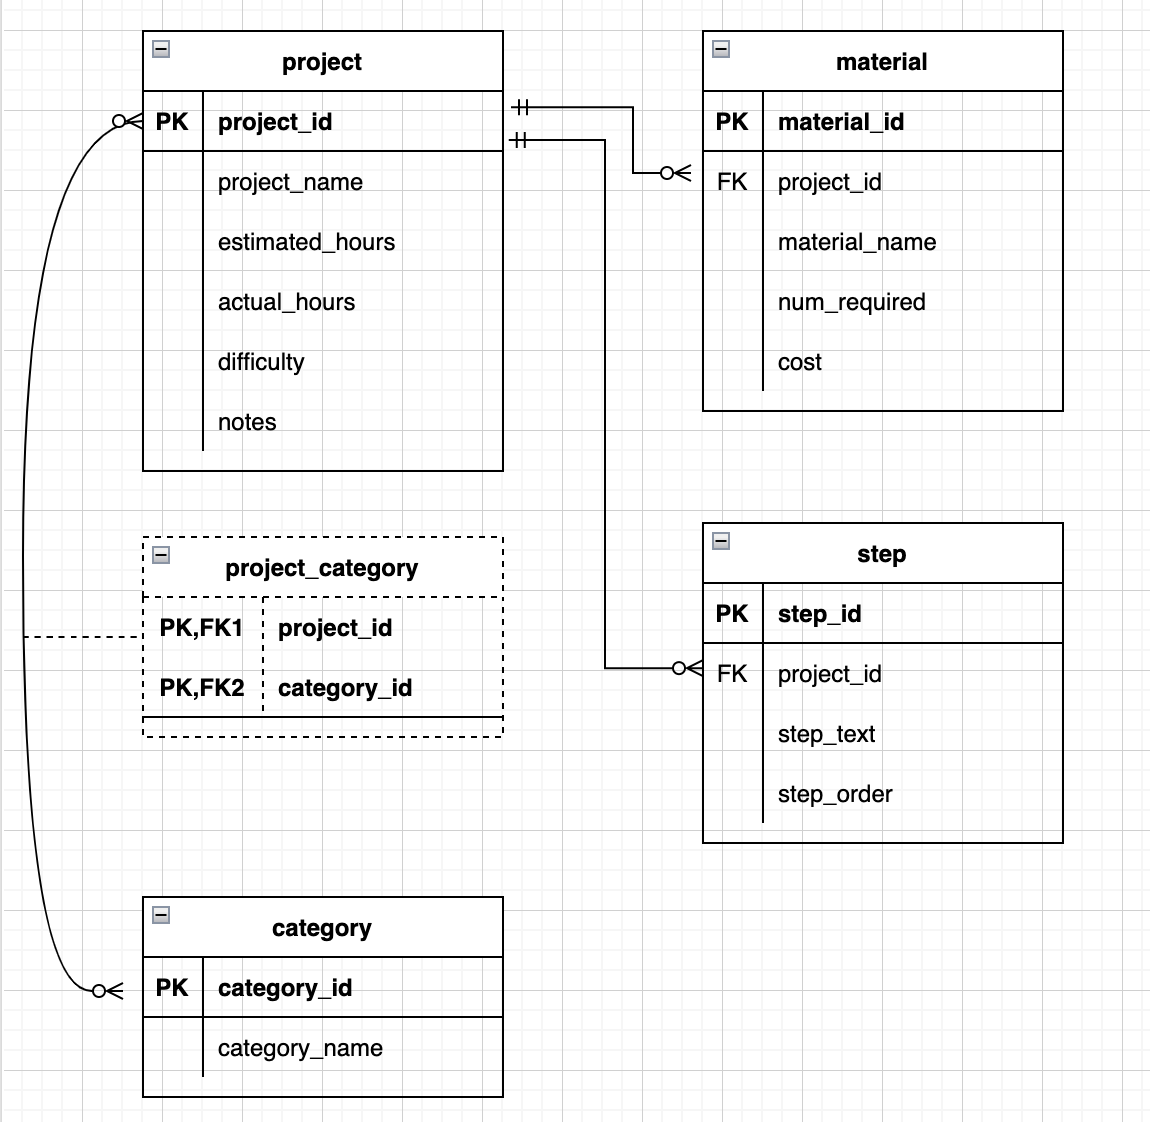 project
PK project_id
project_name
estimated_hours
actual_hours
difficulty
notes
material
PK material_id
FK project_id
material_name
num_required
cost
project_category
PK,FK1 project_id
PK,FK2 category_id
step
PK step_id
FK project_id
step_text
step_order
category
PK category_id
category_name